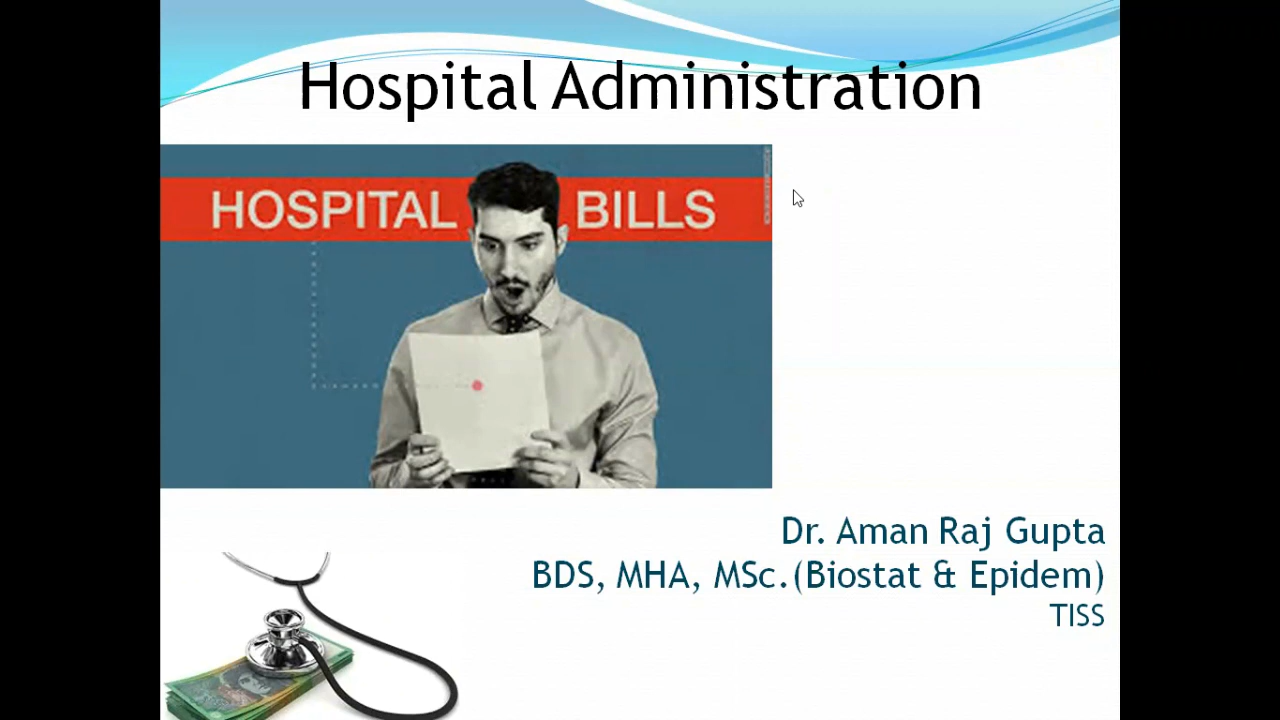 Hospital Administration
HOSPITAL BILLS
Dr. Aman Raj Gupta
BDS, MHA, MSc.(Biostat & Epidem)
TISS